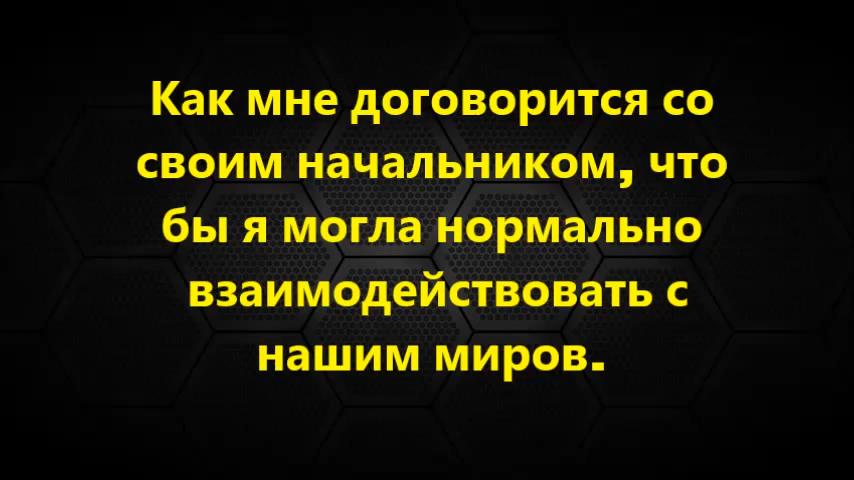 Как мне договорится со
своим начальником, что
бы я могла нормально
взаимодействовать с
нашим миров.